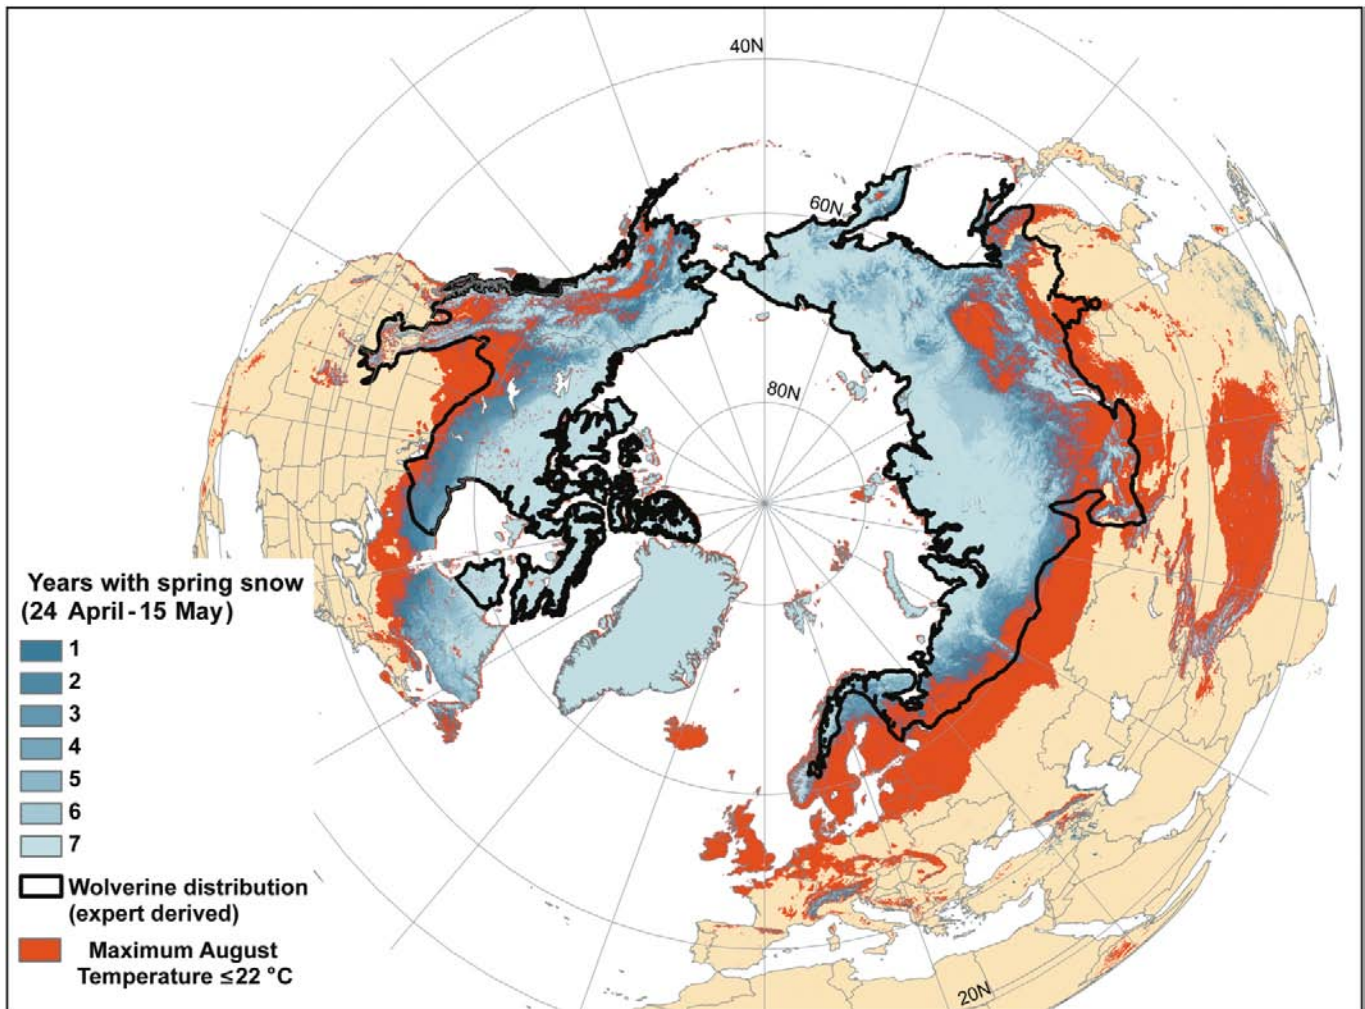 40N
60N
80N
Years with spring snow
(24 April - 15 May)
1
2
3
4
5
6
7
Wolverine distribution
(expert derived)
Maximum August
Temperature ≤22 °C
20N